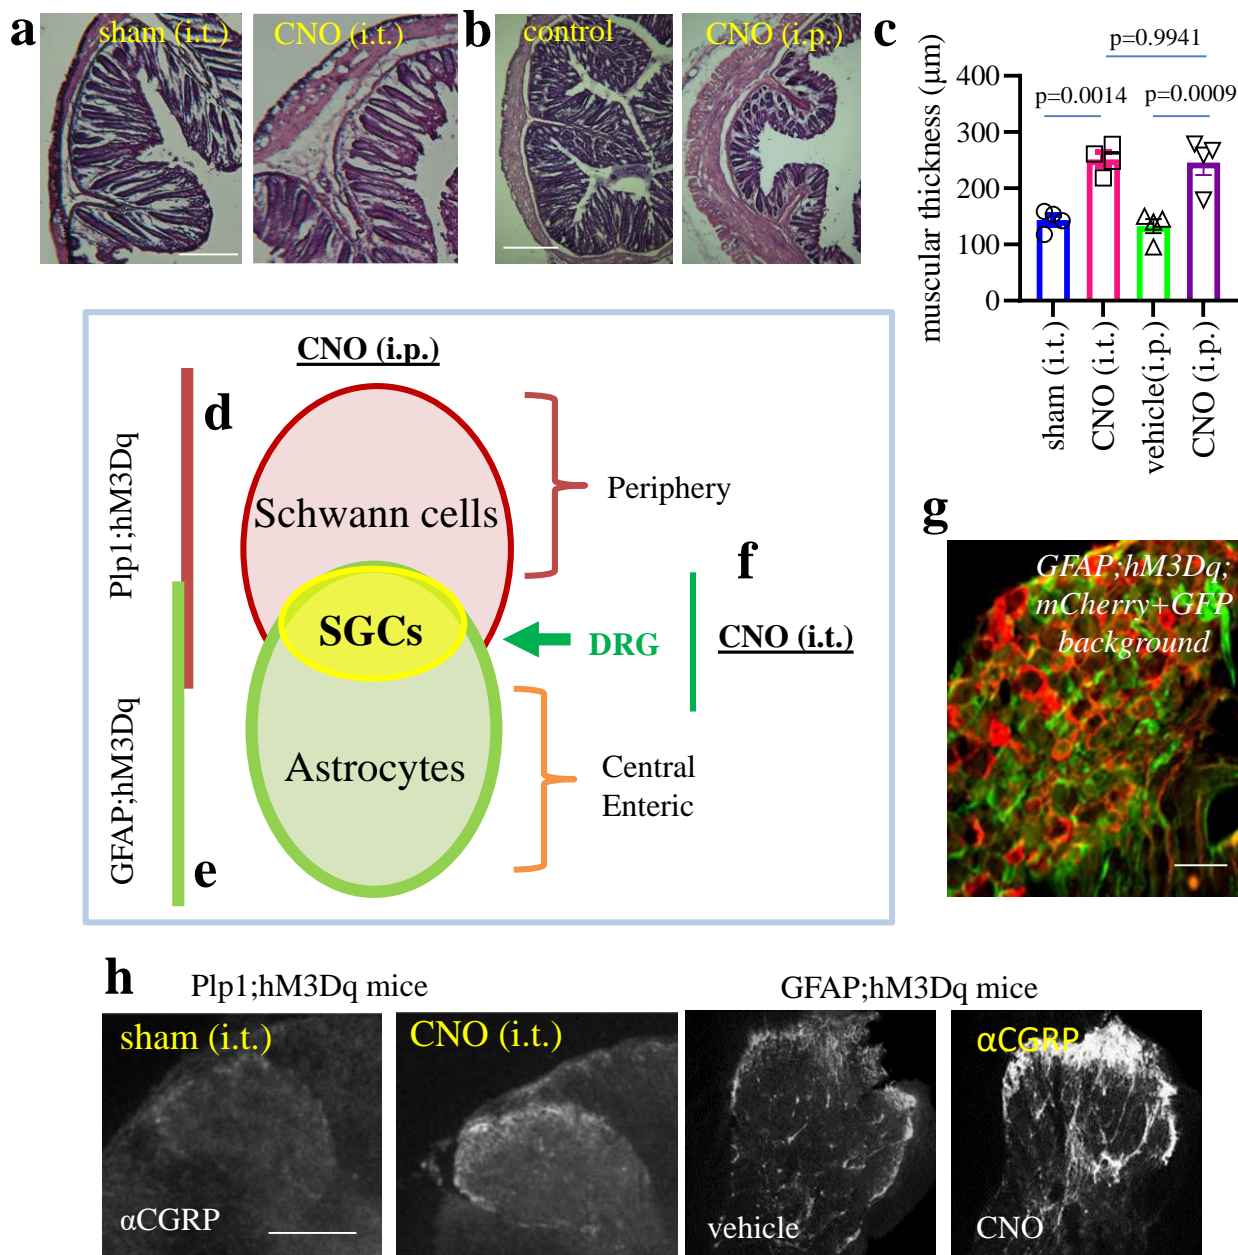 a
sham (i.t.)
CNO (i.t.)
b
control
CNO (i.p.)
c
p=0.9941
p=0.0014
p=0.0009
muscular thickness (μm)
400
300
200
100
0
sham (i.t.)
CNO (i.t.)
vehicle(i.p.)
CNO (i.p.)
CNO (i.p.)
Plp1;hM3Dq
d
Schwann cells
Periphery
f
SGCs
DRG
CNO (i.t.)
GFAP;hM3Dq
Astrocytes
Central
Enteric
e
g
GFAP;hM3Dq;
mCherry+GFP
background
h
Plp1;hM3Dq mice
GFAP;hM3Dq mice
sham (i.t.)
CNO (i.t.)
αCGRP
αCGRP
vehicle
CNO